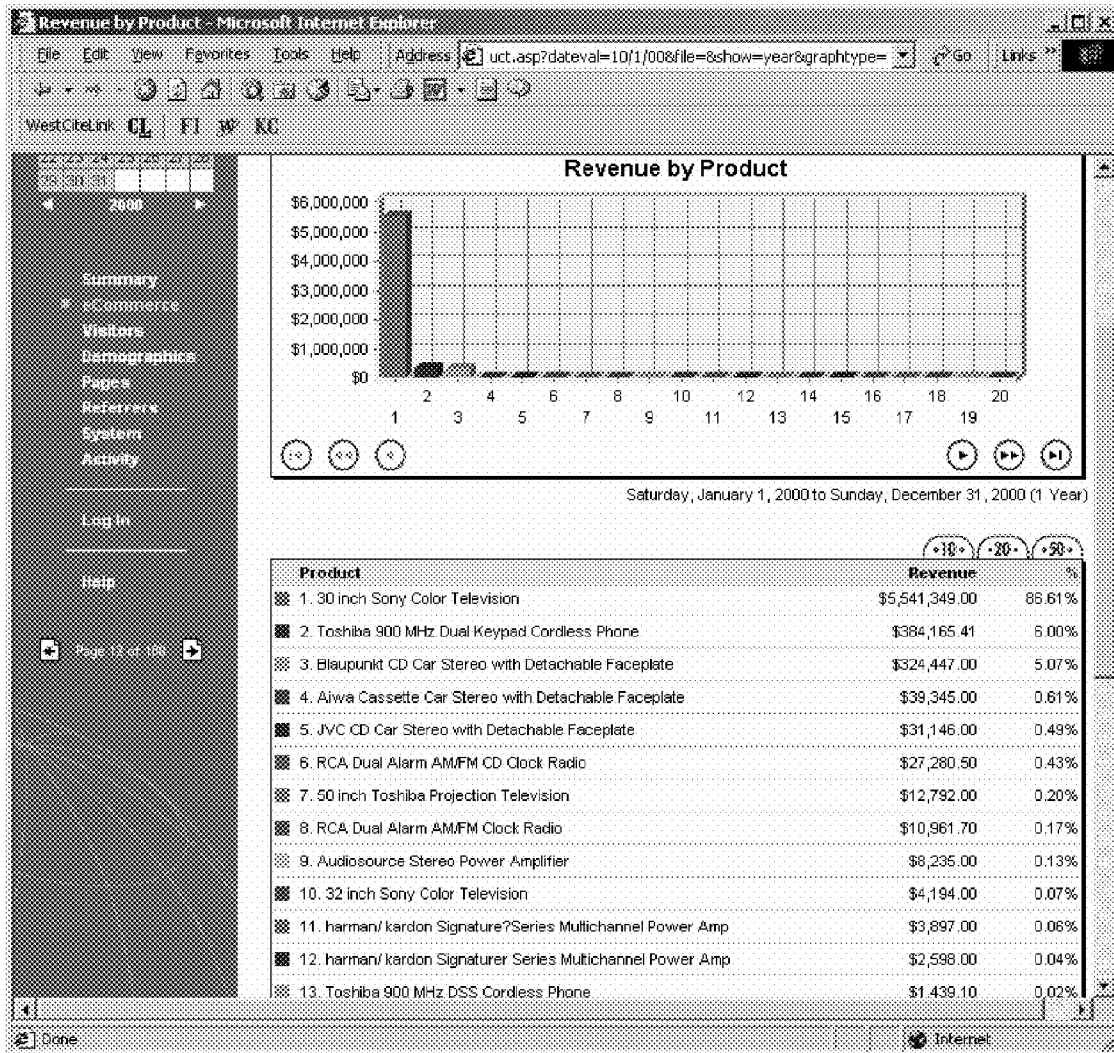 Revenue by Product - Microsoft Internet Explorer
File Edit View Favorites Tools Help Address uct.asp?dateval=10/1/00&file=&show=year&graphtype= Go Links »
WestCiteLink CL FI W KC
22 23 24 25 26 27 28
29 30 31
2000
Summary
eCommerce
Visitors
Demographics
Pages
Referrers
System
Activity
Log In
Help
Revenue by Product
$6,000,000
$5,000,000
$4,000,000
$3,000,000
$2,000,000
$1,000,000
$0
2 4 6 8 10 12 14 16 18 20
1 3 5 7 9 11 13 15 17 19
Saturday, January 1, 2000 to Sunday, December 31, 2000 (1 Year)
•10• •20• •50•
Product Revenue %
1. 30 inch Sony Color Television $5,541,349.00 86.61%
2. Toshiba 900 MHz Dual Keypad Cordless Phone $384,165.41 6.00%
3. Blaupunkt CD Car Stereo with Detachable Faceplate $324,447.00 5.07%
4. Aiwa Cassette Car Stereo with Detachable Faceplate $39,345.00 0.61%
5. JVC CD Car Stereo with Detachable Faceplate $31,146.00 0.49%
6. RCA Dual Alarm AM/FM CD Clock Radio $27,280.50 0.43%
7. 50 inch Toshiba Projection Television $12,792.00 0.20%
8. RCA Dual Alarm AM/FM Clock Radio $10,961.70 0.17%
9. Audiosource Stereo Power Amplifier $8,235.00 0.13%
10. 32 inch Sony Color Television $4,194.00 0.07%
11. harman/ kardon Signature?Series Multichannel Power Amp $3,897.00 0.06%
12. harman/ kardon Signaturer Series Multichannel Power Amp $2,598.00 0.04%
13. Toshiba 900 MHz DSS Cordless Phone $1,439.10 0.02%
Done Internet